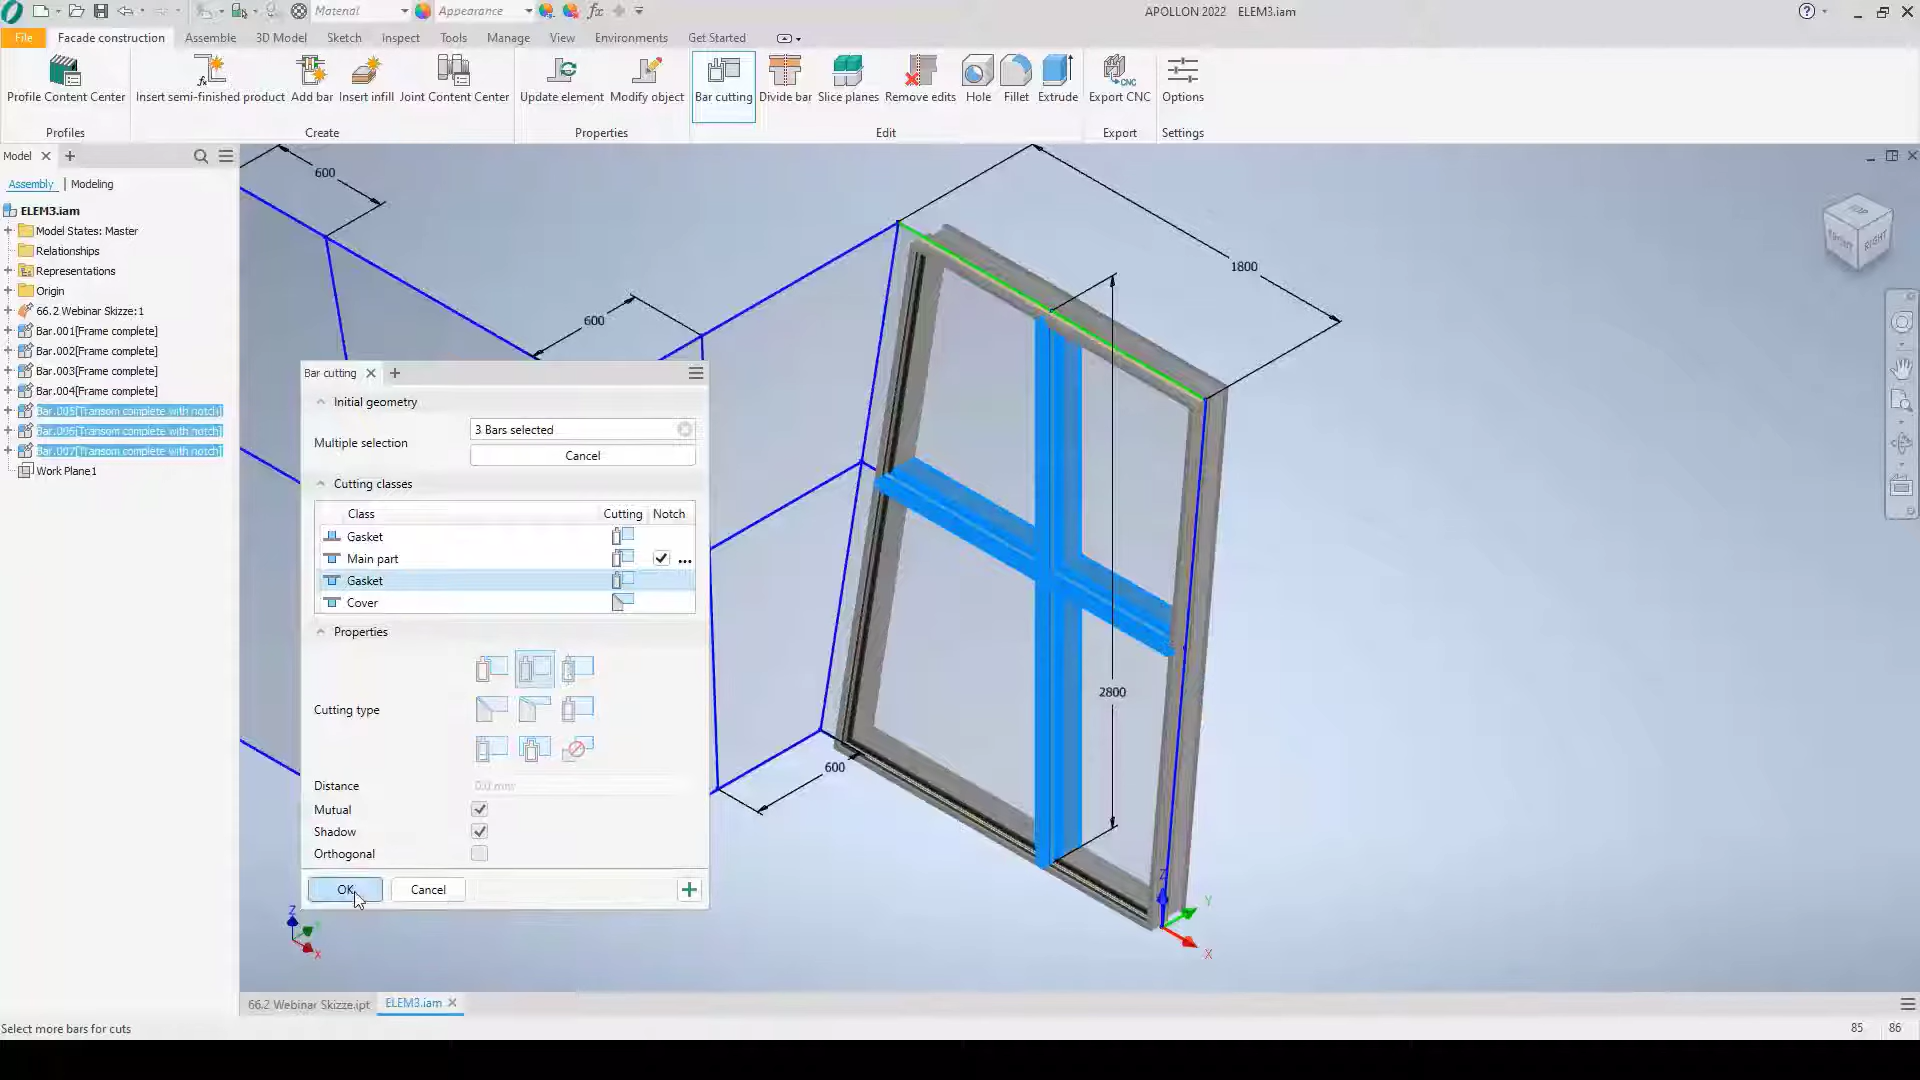 Material
Appearance
fx
APOLLON 2022 ELEM3.iam
File
Facade construction
Assemble
3D Model
Sketch
Inspect
Tools
Manage
View
Environments
Get Started
Profile Content Center
Insert semi-finished product
Add bar
Insert infill
Joint Content Center
Update element
Modify object
Bar cutting
Divide bar
Slice planes
Remove edits
Hole
Fillet
Extrude
CNC
Export CNC
Options
Profiles
Create
Properties
Edit
Export
Settings
Model
Assembly | Modeling
ELEM3.iam
Model States: Master
Relationships
Representations
Origin
66.2 Webinar Skizze:1
Bar.001[Frame complete]
Bar.002[Frame complete]
Bar.003[Frame complete]
Bar.004[Frame complete]
Bar.005[Transom complete with notch]
Bar.006[Transom complete with notch]
Bar.007[Transom complete with notch]
Work Plane1
600
600
1800
2800
600
TOP
FRONT
RIGHT
Bar cutting
Initial geometry
Multiple selection
3 Bars selected
Cancel
Cutting classes
Class Cutting Notch
Gasket
Main part
...
Gasket
Cover
Properties
Cutting type
Distance 0.0 mm
Mutual
Shadow
Orthogonal
OK
Cancel
Z
X
Z
Y
X
66.2 Webinar Skizze.ipt
ELEM3.iam
Select more bars for cuts
85 86